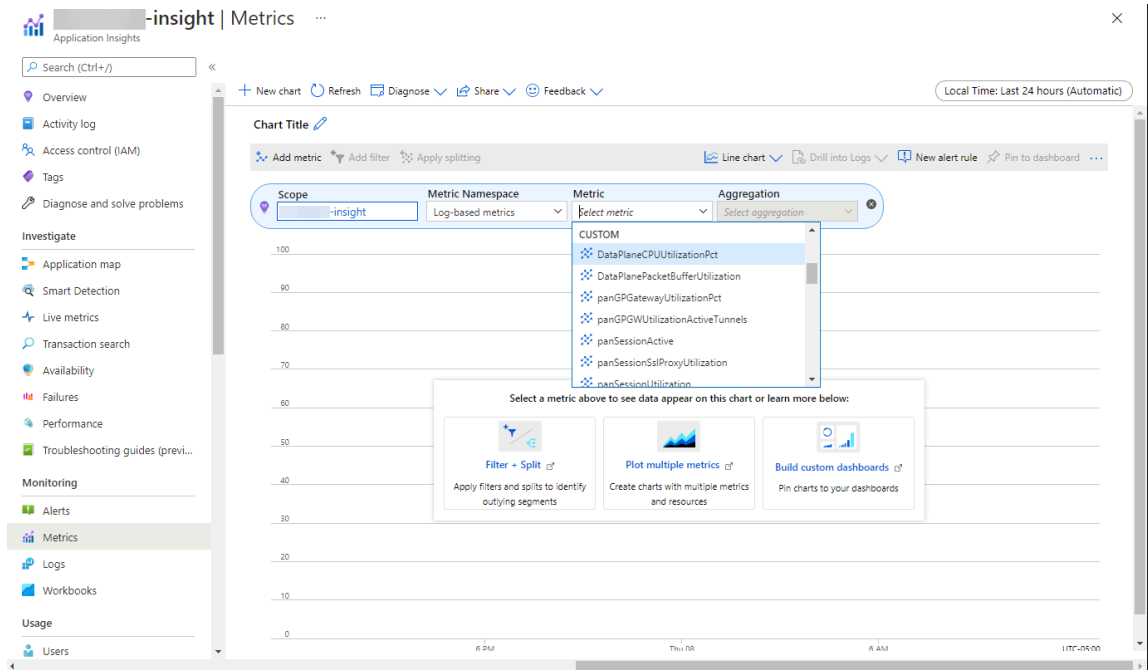 -insight | Metrics ...
Application Insights
Search (Ctrl+/)
Overview
Activity log
Access control (IAM)
Tags
Diagnose and solve problems
Investigate
Application map
Smart Detection
Live metrics
Transaction search
Availability
Failures
Performance
Troubleshooting guides (previ...
Monitoring
Alerts
Metrics
Logs
Workbooks
Usage
Users
New chart Refresh Diagnose Share Feedback
Local Time: Last 24 hours (Automatic)
Chart Title
Add metric Add filter Apply splitting
Line chart Drill into Logs New alert rule Pin to dashboard ...
Scope Metric Namespace Metric Aggregation
-insight Log-based metrics Select metric Select aggregation
CUSTOM
DataPlaneCPUUtilizationPct
DataPlanePacketBufferUtilization
panGPGatewayUtilizationPct
panGPGWUtilizationActiveTunnels
panSessionActive
panSessionSslProxyUtilization
panSessionUtilization
100
90
80
70
60
50
40
30
20
10
0
Select a metric above to see data appear on this chart or learn more below:
Filter + Split
Apply filters and splits to identify
outlying segments
Plot multiple metrics
Create charts with multiple metrics
and resources
Build custom dashboards
Pin charts to your dashboards
6 PM Thu 08 6 AM UTC-05:00